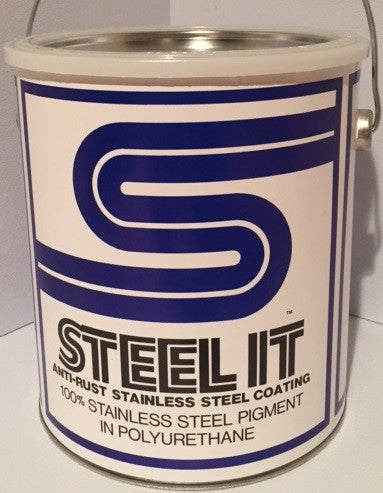 STEEL IT
™
ANTI-RUST STAINLESS STEEL COATING
100% STAINLESS STEEL PIGMENT
IN POLYURETHANE